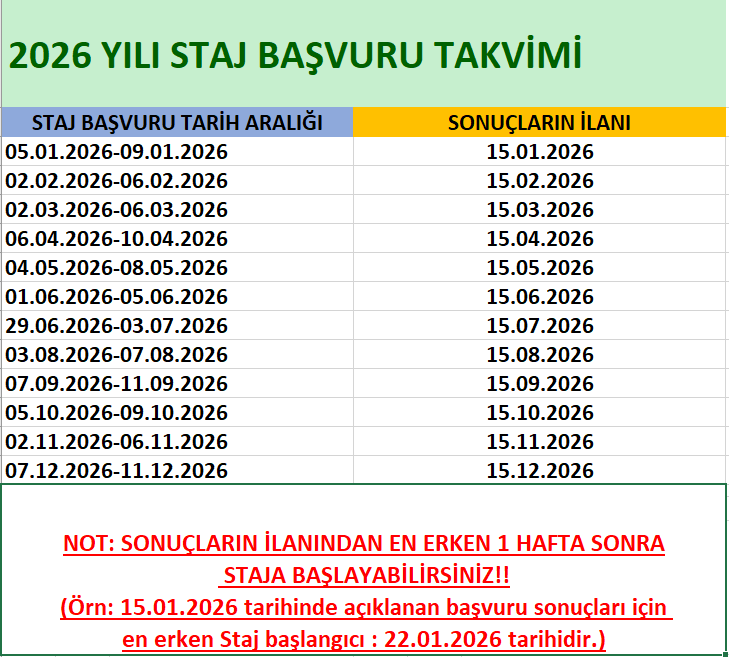 2026 YILI STAJ BAŞVURU TAKVİMİ
STAJ BAŞVURU TARİH ARALIĞI SONUÇLARIN İLANI
05.01.2026-09.01.2026 15.01.2026
02.02.2026-06.02.2026 15.02.2026
02.03.2026-06.03.2026 15.03.2026
06.04.2026-10.04.2026 15.04.2026
04.05.2026-08.05.2026 15.05.2026
01.06.2026-05.06.2026 15.06.2026
29.06.2026-03.07.2026 15.07.2026
03.08.2026-07.08.2026 15.08.2026
07.09.2026-11.09.2026 15.09.2026
05.10.2026-09.10.2026 15.10.2026
02.11.2026-06.11.2026 15.11.2026
07.12.2026-11.12.2026 15.12.2026
NOT: SONUÇLARIN İLANINDAN EN ERKEN 1 HAFTA SONRA
STAJA BAŞLAYABİLİRSİNİZ!!
(Örn: 15.01.2026 tarihinde açıklanan başvuru sonuçları için
en erken Staj başlangıcı : 22.01.2026 tarihidir.)